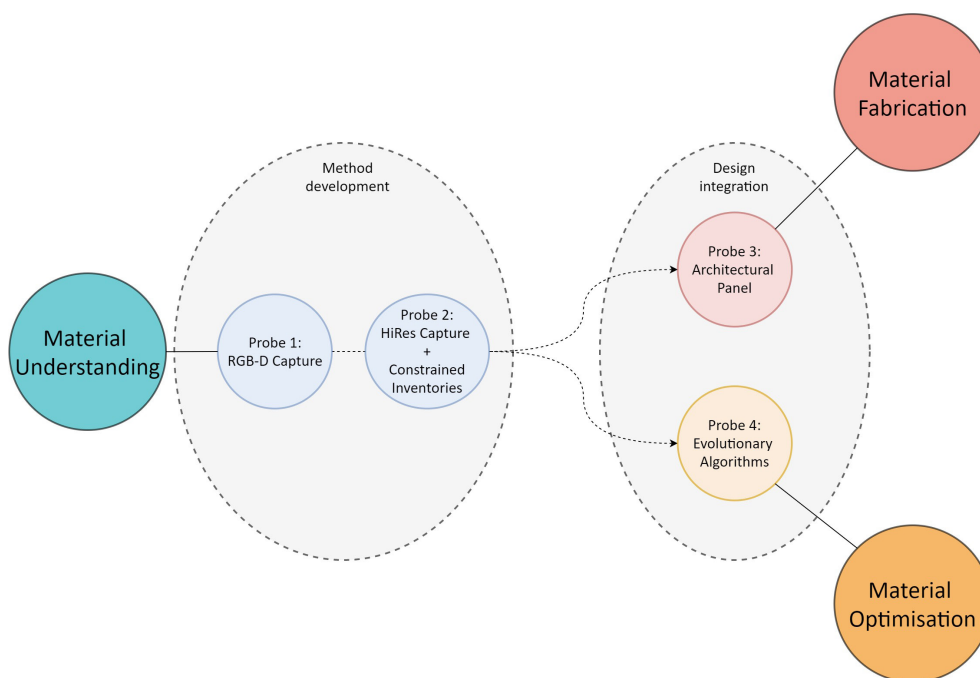 Material
Fabrication
Method
development
Design
integration
Probe 3:
Architectural
Panel
Material
Understanding
Probe 1:
RGB-D Capture
Probe 2:
HiRes Capture
+
Constrained
Inventories
Probe 4:
Evolutionary
Algorithms
Material
Optimisation